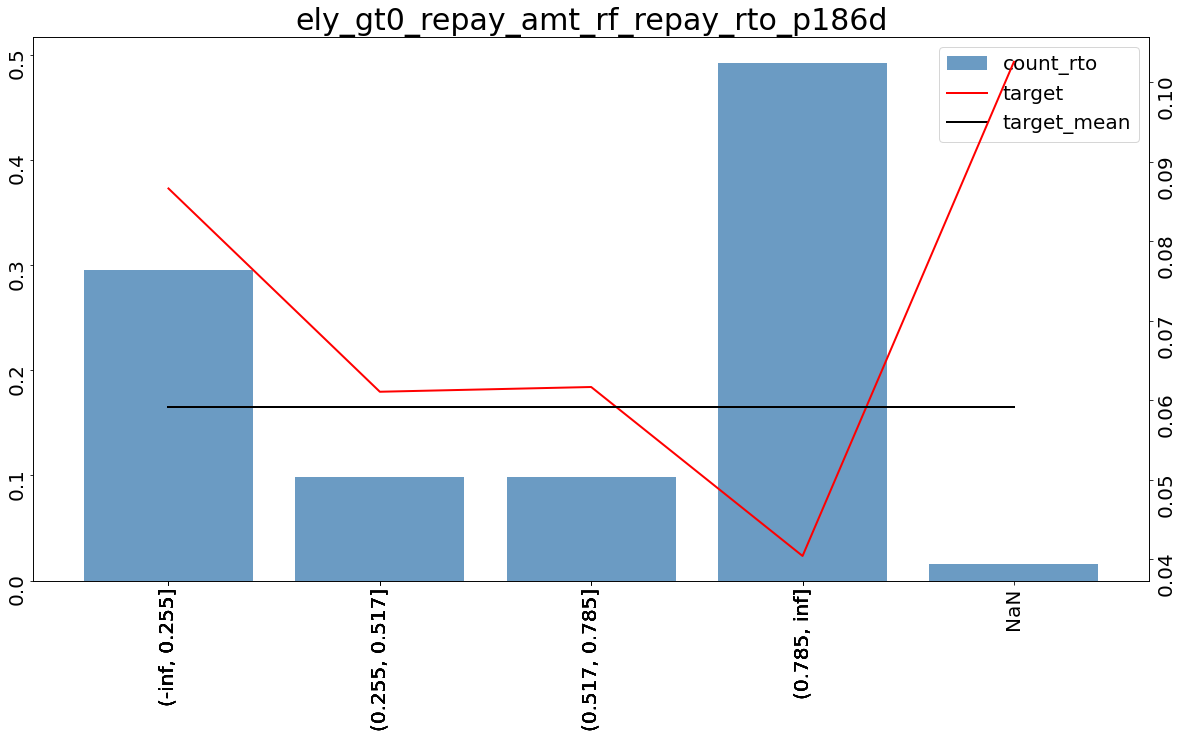 ely_gt0_repay_amt_rf_repay_rto_p186d
count_rto
target
target_mean
0.5
0.4
0.3
0.2
0.1
0.0
0.10
0.09
0.08
0.07
0.06
0.05
0.04
(-inf, 0.255]
(0.255, 0.517]
(0.517, 0.785]
(0.785, inf]
NaN